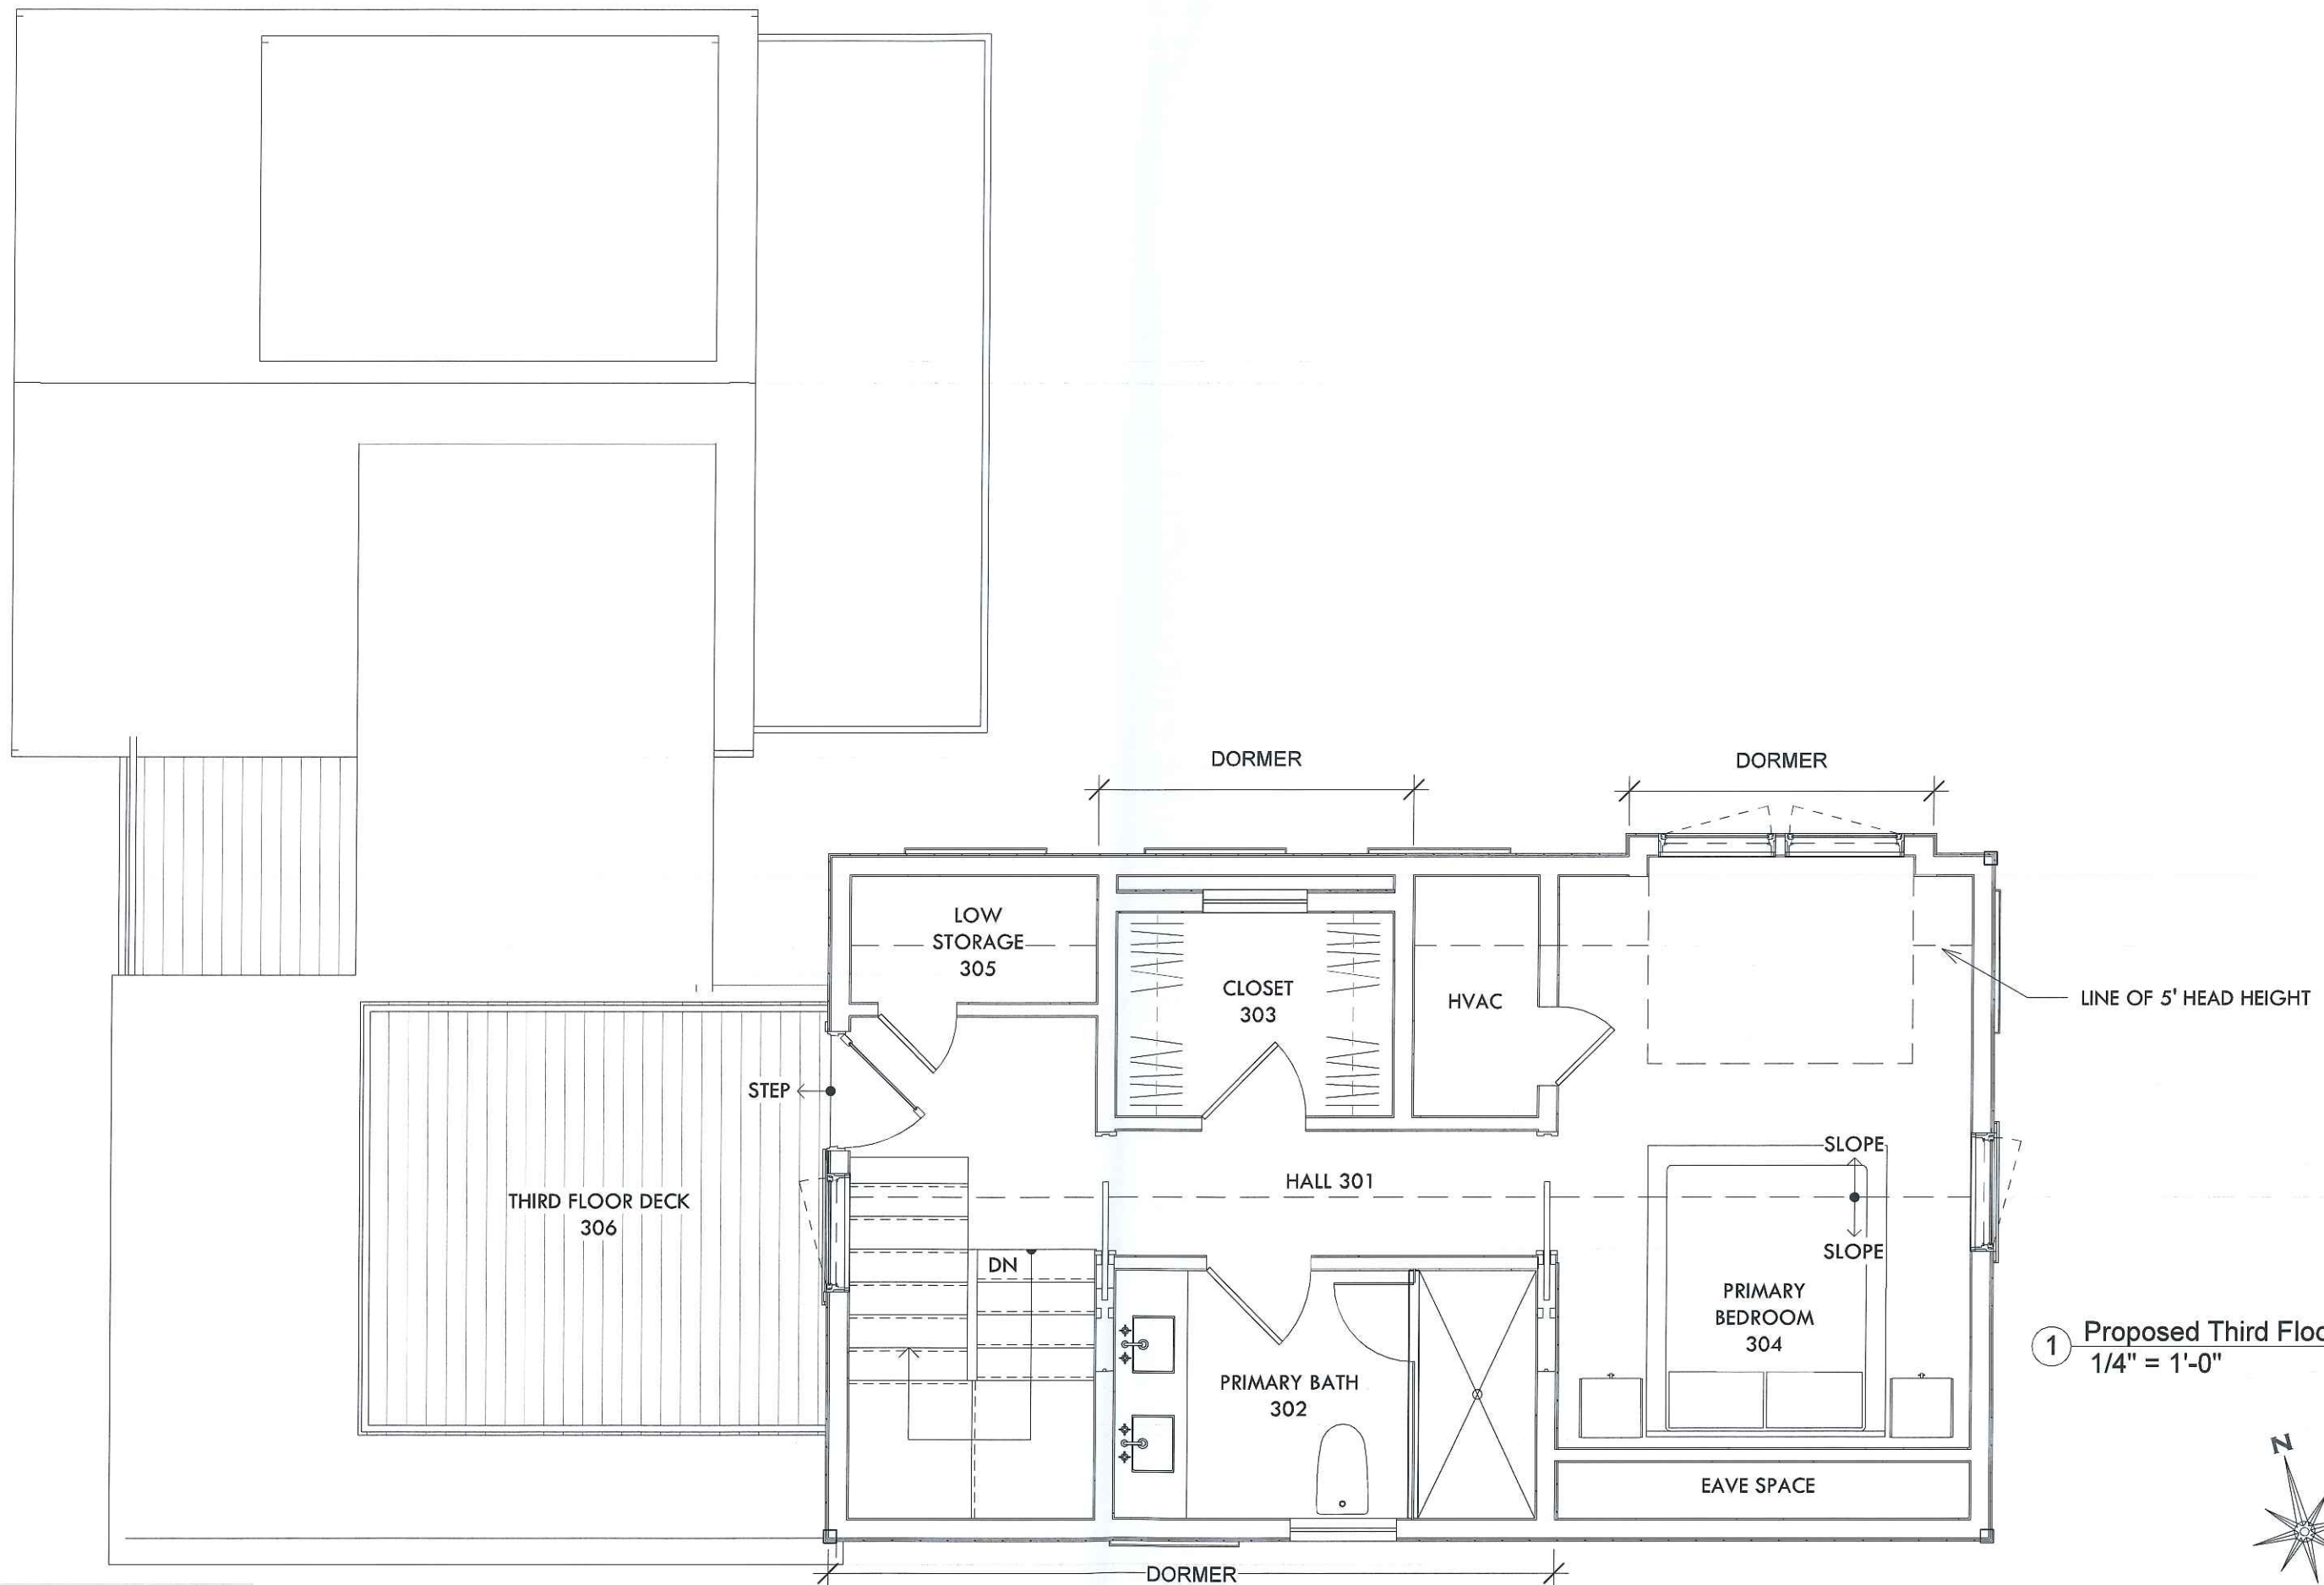 DORMER
DORMER
LOW
STORAGE
305
CLOSET
303
HVAC
LINE OF 5' HEAD HEIGHT
STEP
SLOPE
HALL 301
THIRD FLOOR DECK
306
SLOPE
DN
PRIMARY
BEDROOM
304
1
Proposed Third Floo
1/4" = 1'-0"
PRIMARY BATH
302
N
EAVE SPACE
DORMER